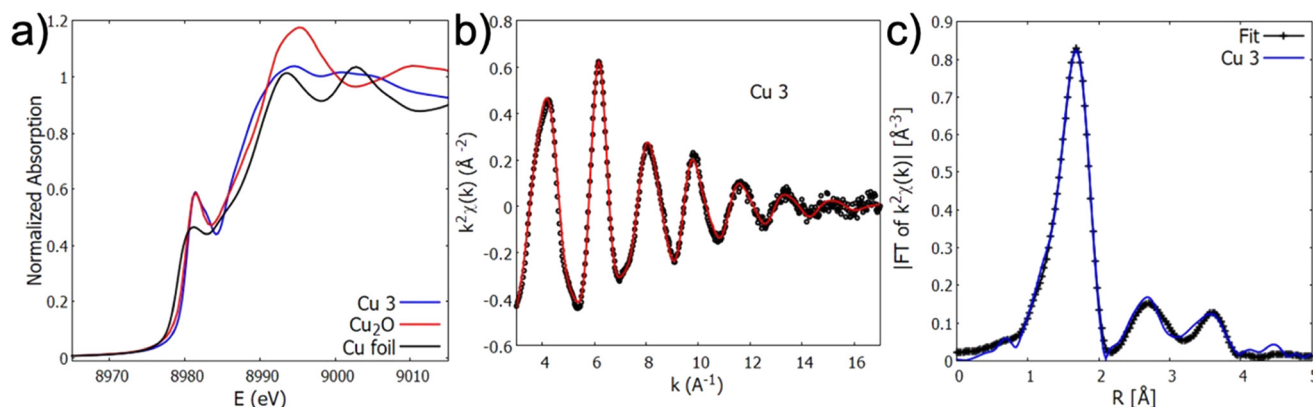 a)
1.2
1
0.8
0.6
0.4
0.2
0
Normalized Absorption
Cu 3
Cu₂O
Cu foil
8970 8980 8990 9000 9010
E (eV)
b)
0.8
0.6
0.4
0.2
0
-0.2
-0.4
-0.6
k²χ(k) (Å ⁻²)
Cu 3
4 6 8 10 12 14 16
k (A⁻¹)
c)
0.9
0.8
0.7
0.6
0.5
0.4
0.3
0.2
0.1
0
|FT of k²χ(k)| [Å⁻³]
Fit
Cu 3
0 1 2 3 4 5
R [Å]